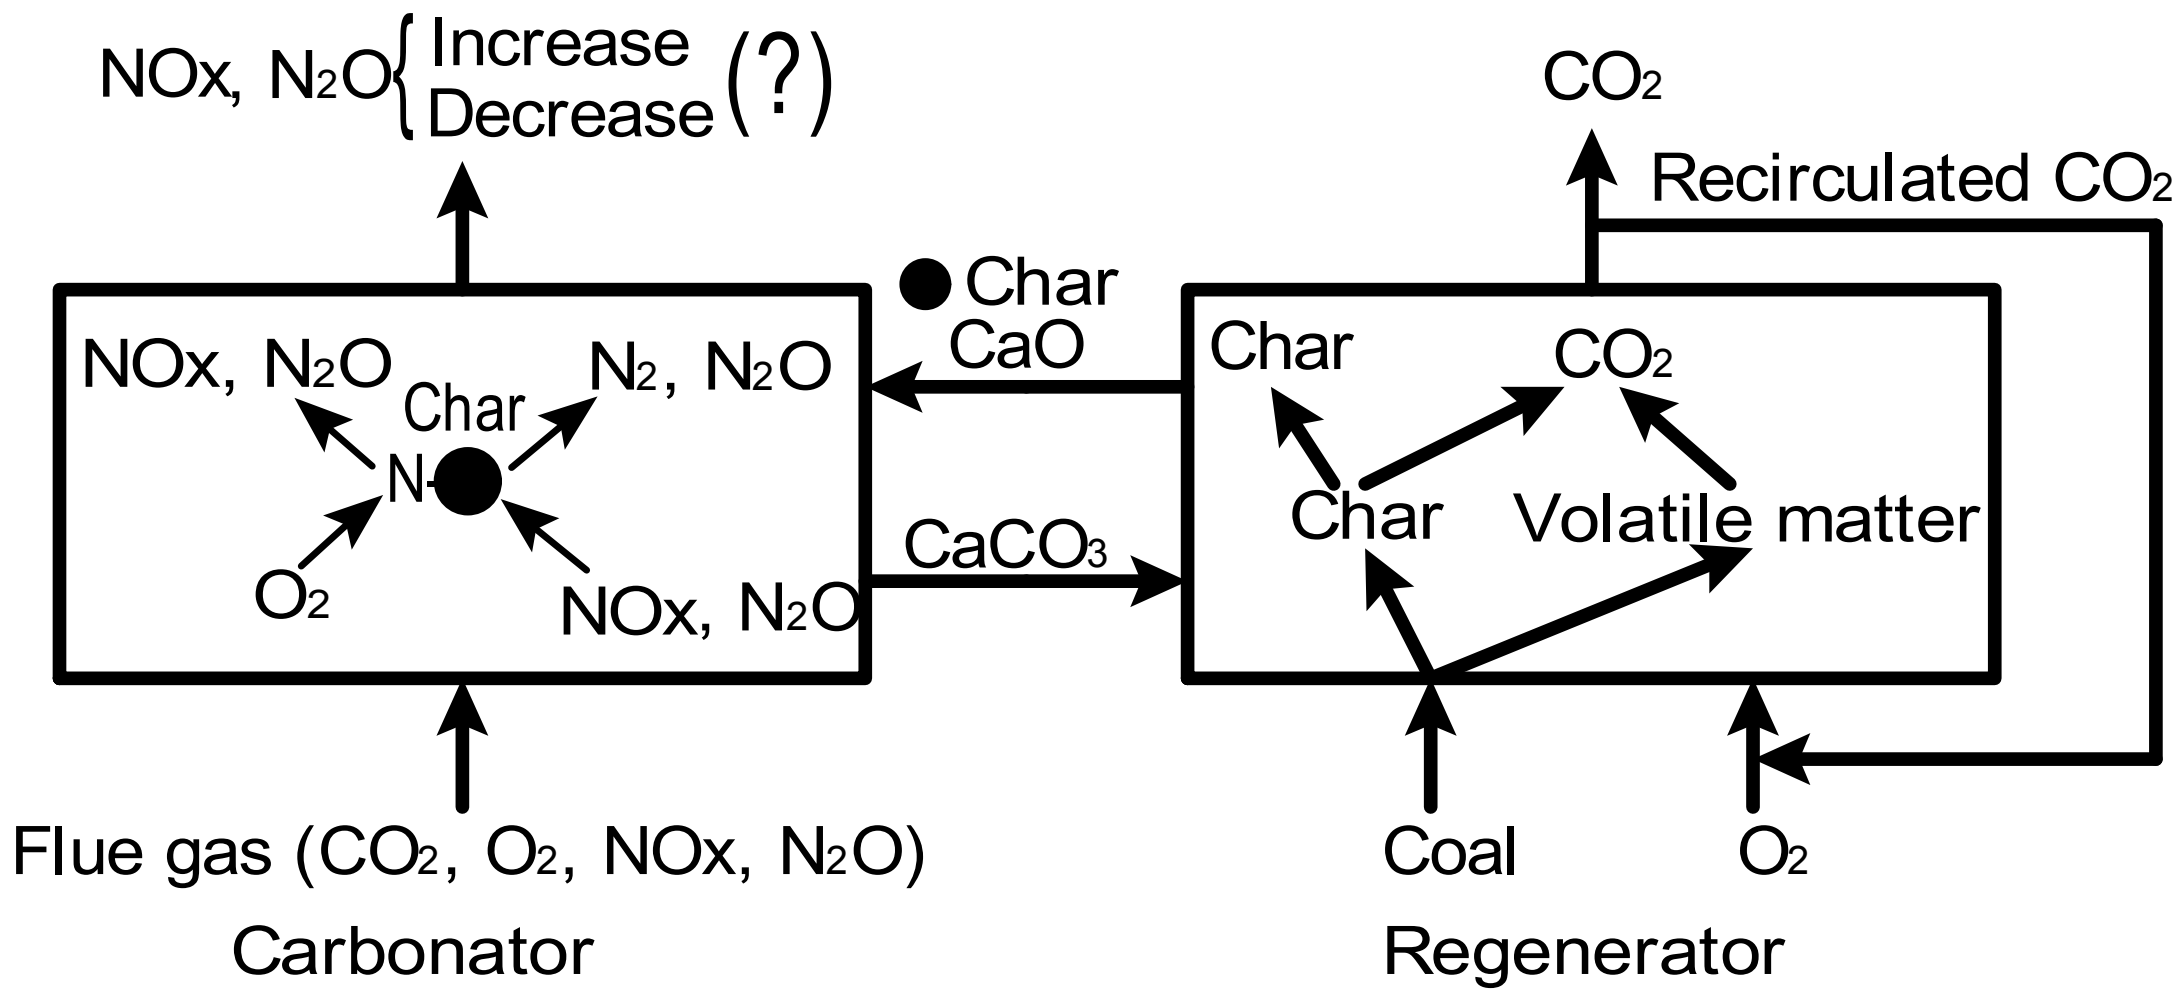 NOx, N2O { Increase
Decrease (?)
CO2
Recirculated CO2
Char
CaO
NOx, N2O
N2, N2O
Char
N-
O2
NOx, N2O
CaCO3
Char
CO2
Char
Volatile matter
Flue gas (CO2, O2, NOx, N2O)
Coal
O2
Carbonator
Regenerator